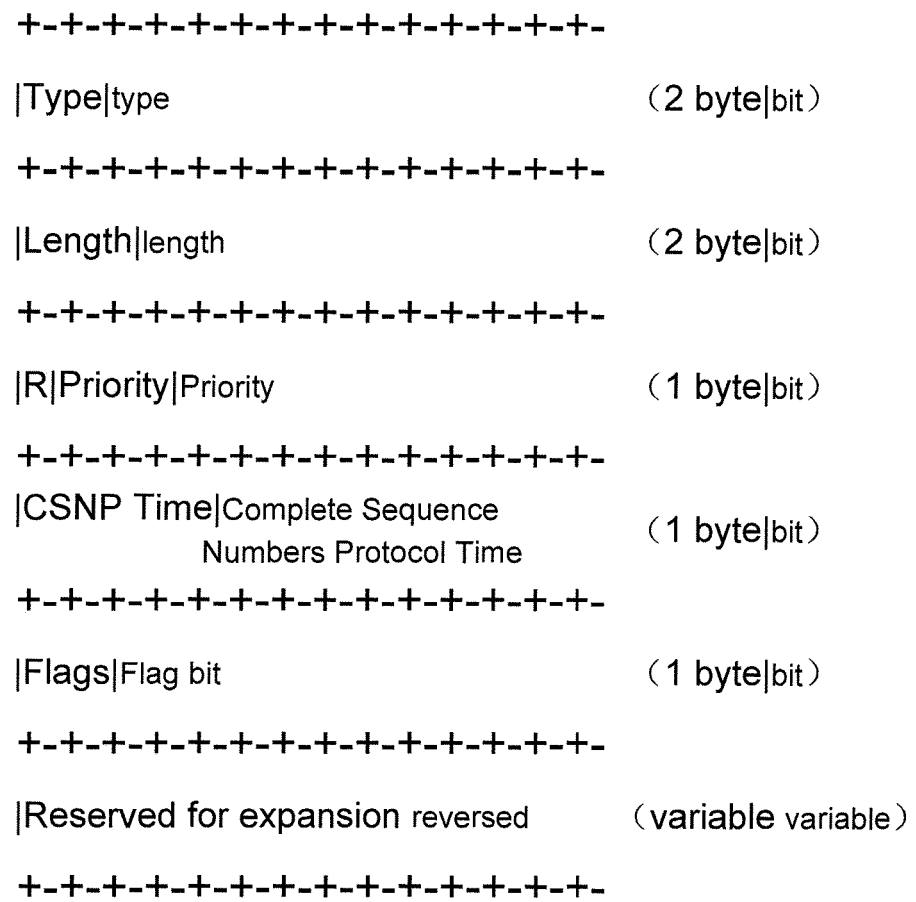 +-+-+-+-+-+-+-+-+-+-+-+-+-+-
|Type|type （2 byte|bit）
+-+-+-+-+-+-+-+-+-+-+-+-+-+-
|Length|length （2 byte|bit）
+-+-+-+-+-+-+-+-+-+-+-+-+-+-
|R|Priority|Priority （1 byte|bit）
+-+-+-+-+-+-+-+-+-+-+-+-+-+-
|CSNP Time|Complete Sequence
Numbers Protocol Time （1 byte|bit）
+-+-+-+-+-+-+-+-+-+-+-+-+-+-
|Flags|Flag bit （1 byte|bit）
+-+-+-+-+-+-+-+-+-+-+-+-+-+-
|Reserved for expansion reversed （variable variable）
+-+-+-+-+-+-+-+-+-+-+-+-+-+-